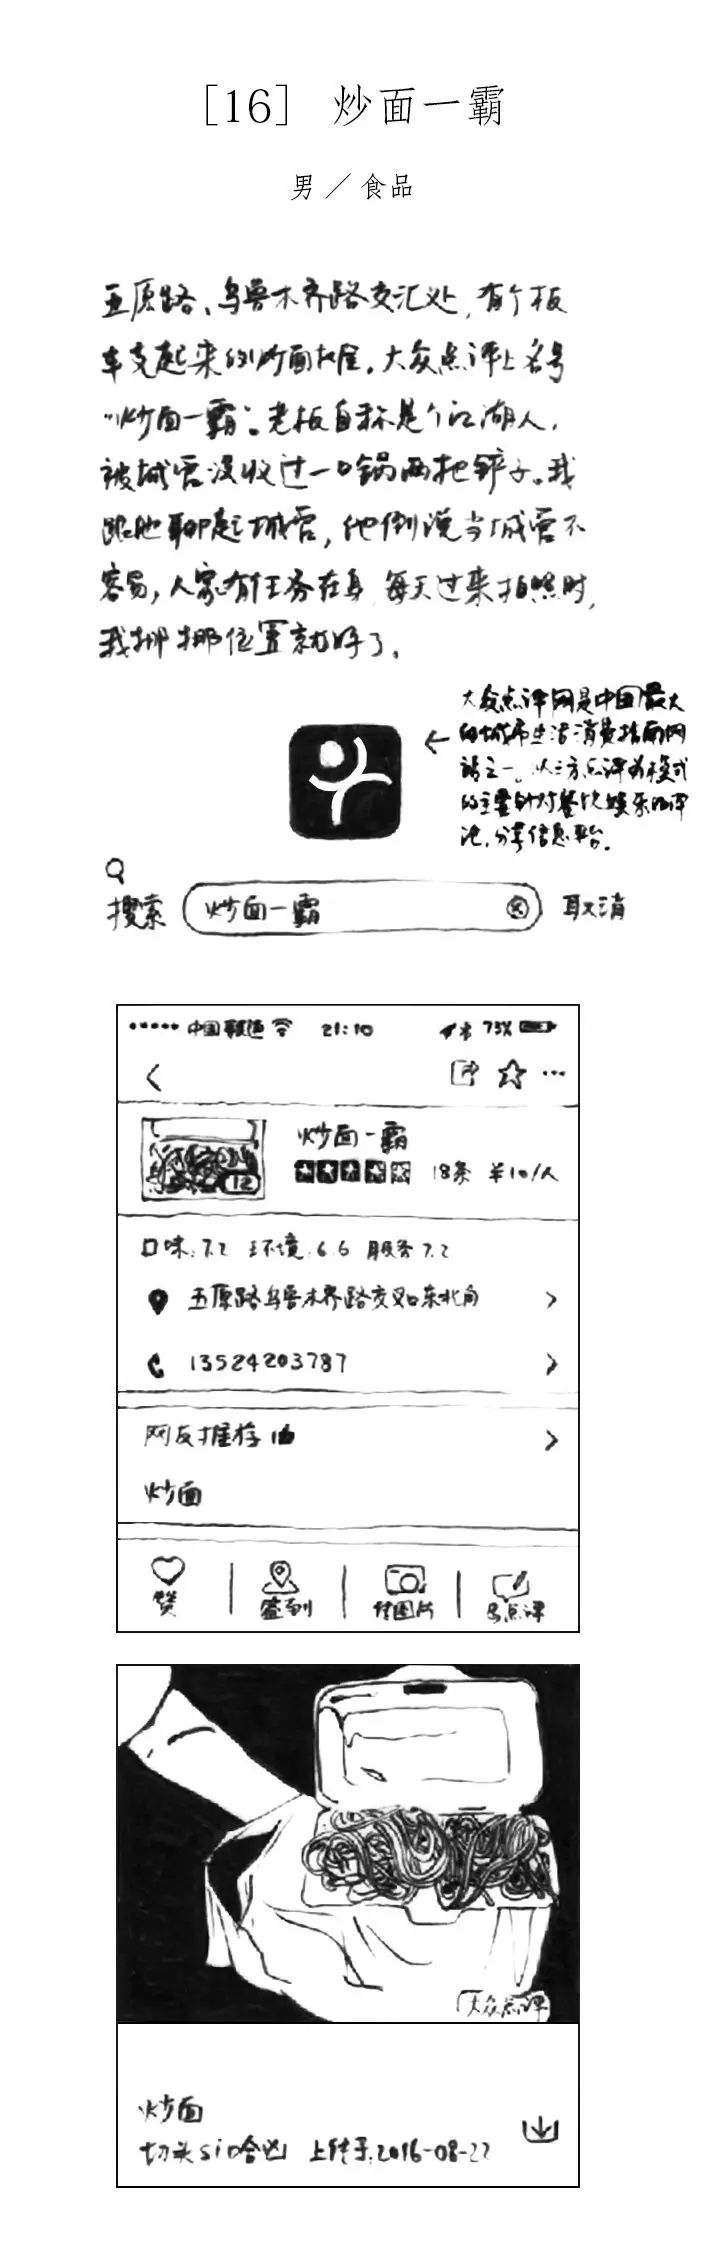 [16] 炒面一霸
男／食品
五原路、乌鲁木齐路交汇处,有个板
车支起来的炒面摊。大众点评上名号
“炒面一霸”。老板自称是个江湖人,
被城管没收过一口锅两把铲子。我
跟他聊起城管,他倒说当城管不
容易,人家有任务在身,每天过来拍照时,
我挪挪位置就好了。
大众点评网是中国最大
的城市生活消费指南网
站之一。以三方点评为模式
的主要针对餐饮娱乐的评
论,分享信息平台。
搜索 炒面一霸 取消
中国联通 21:10 73%
炒面一霸
12 18条 ¥10/人
口味:7.2 环境:6.6 服务7.2
五原路乌鲁木齐路交叉口东北角
13524203787
网友推荐
炒面
赞 签到 传图片 写点评
大众点评
炒面
切头sip哈凶 上传于:2016-08-22